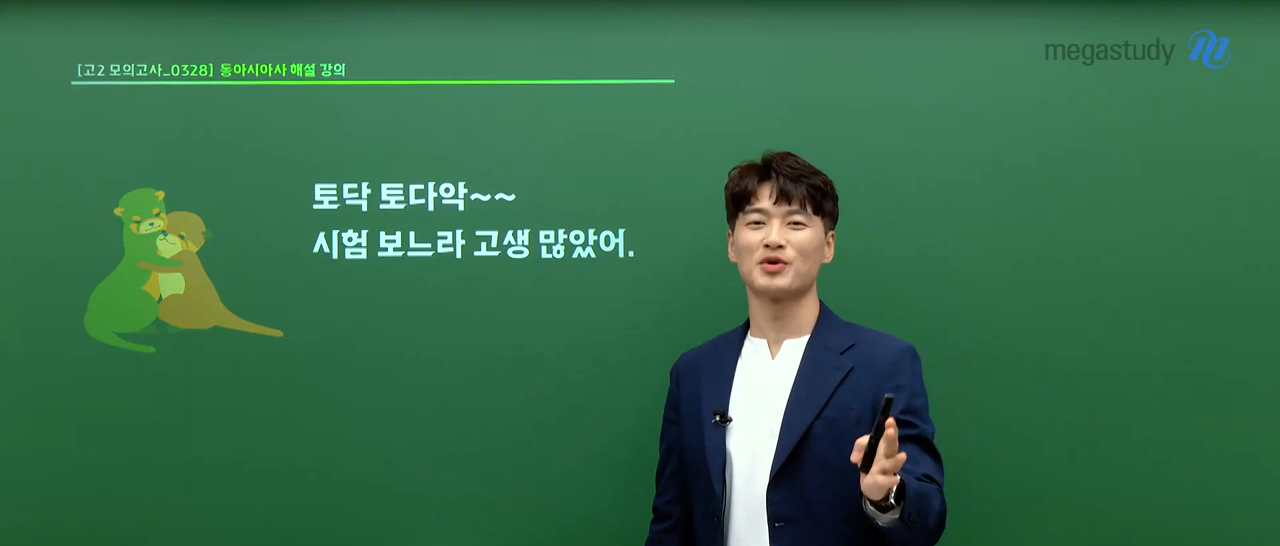 [고2 모의고사_0328] 동아시아사 해설 강의
megastudy
토닥 토다악~~
시험 보느라 고생 많았어.